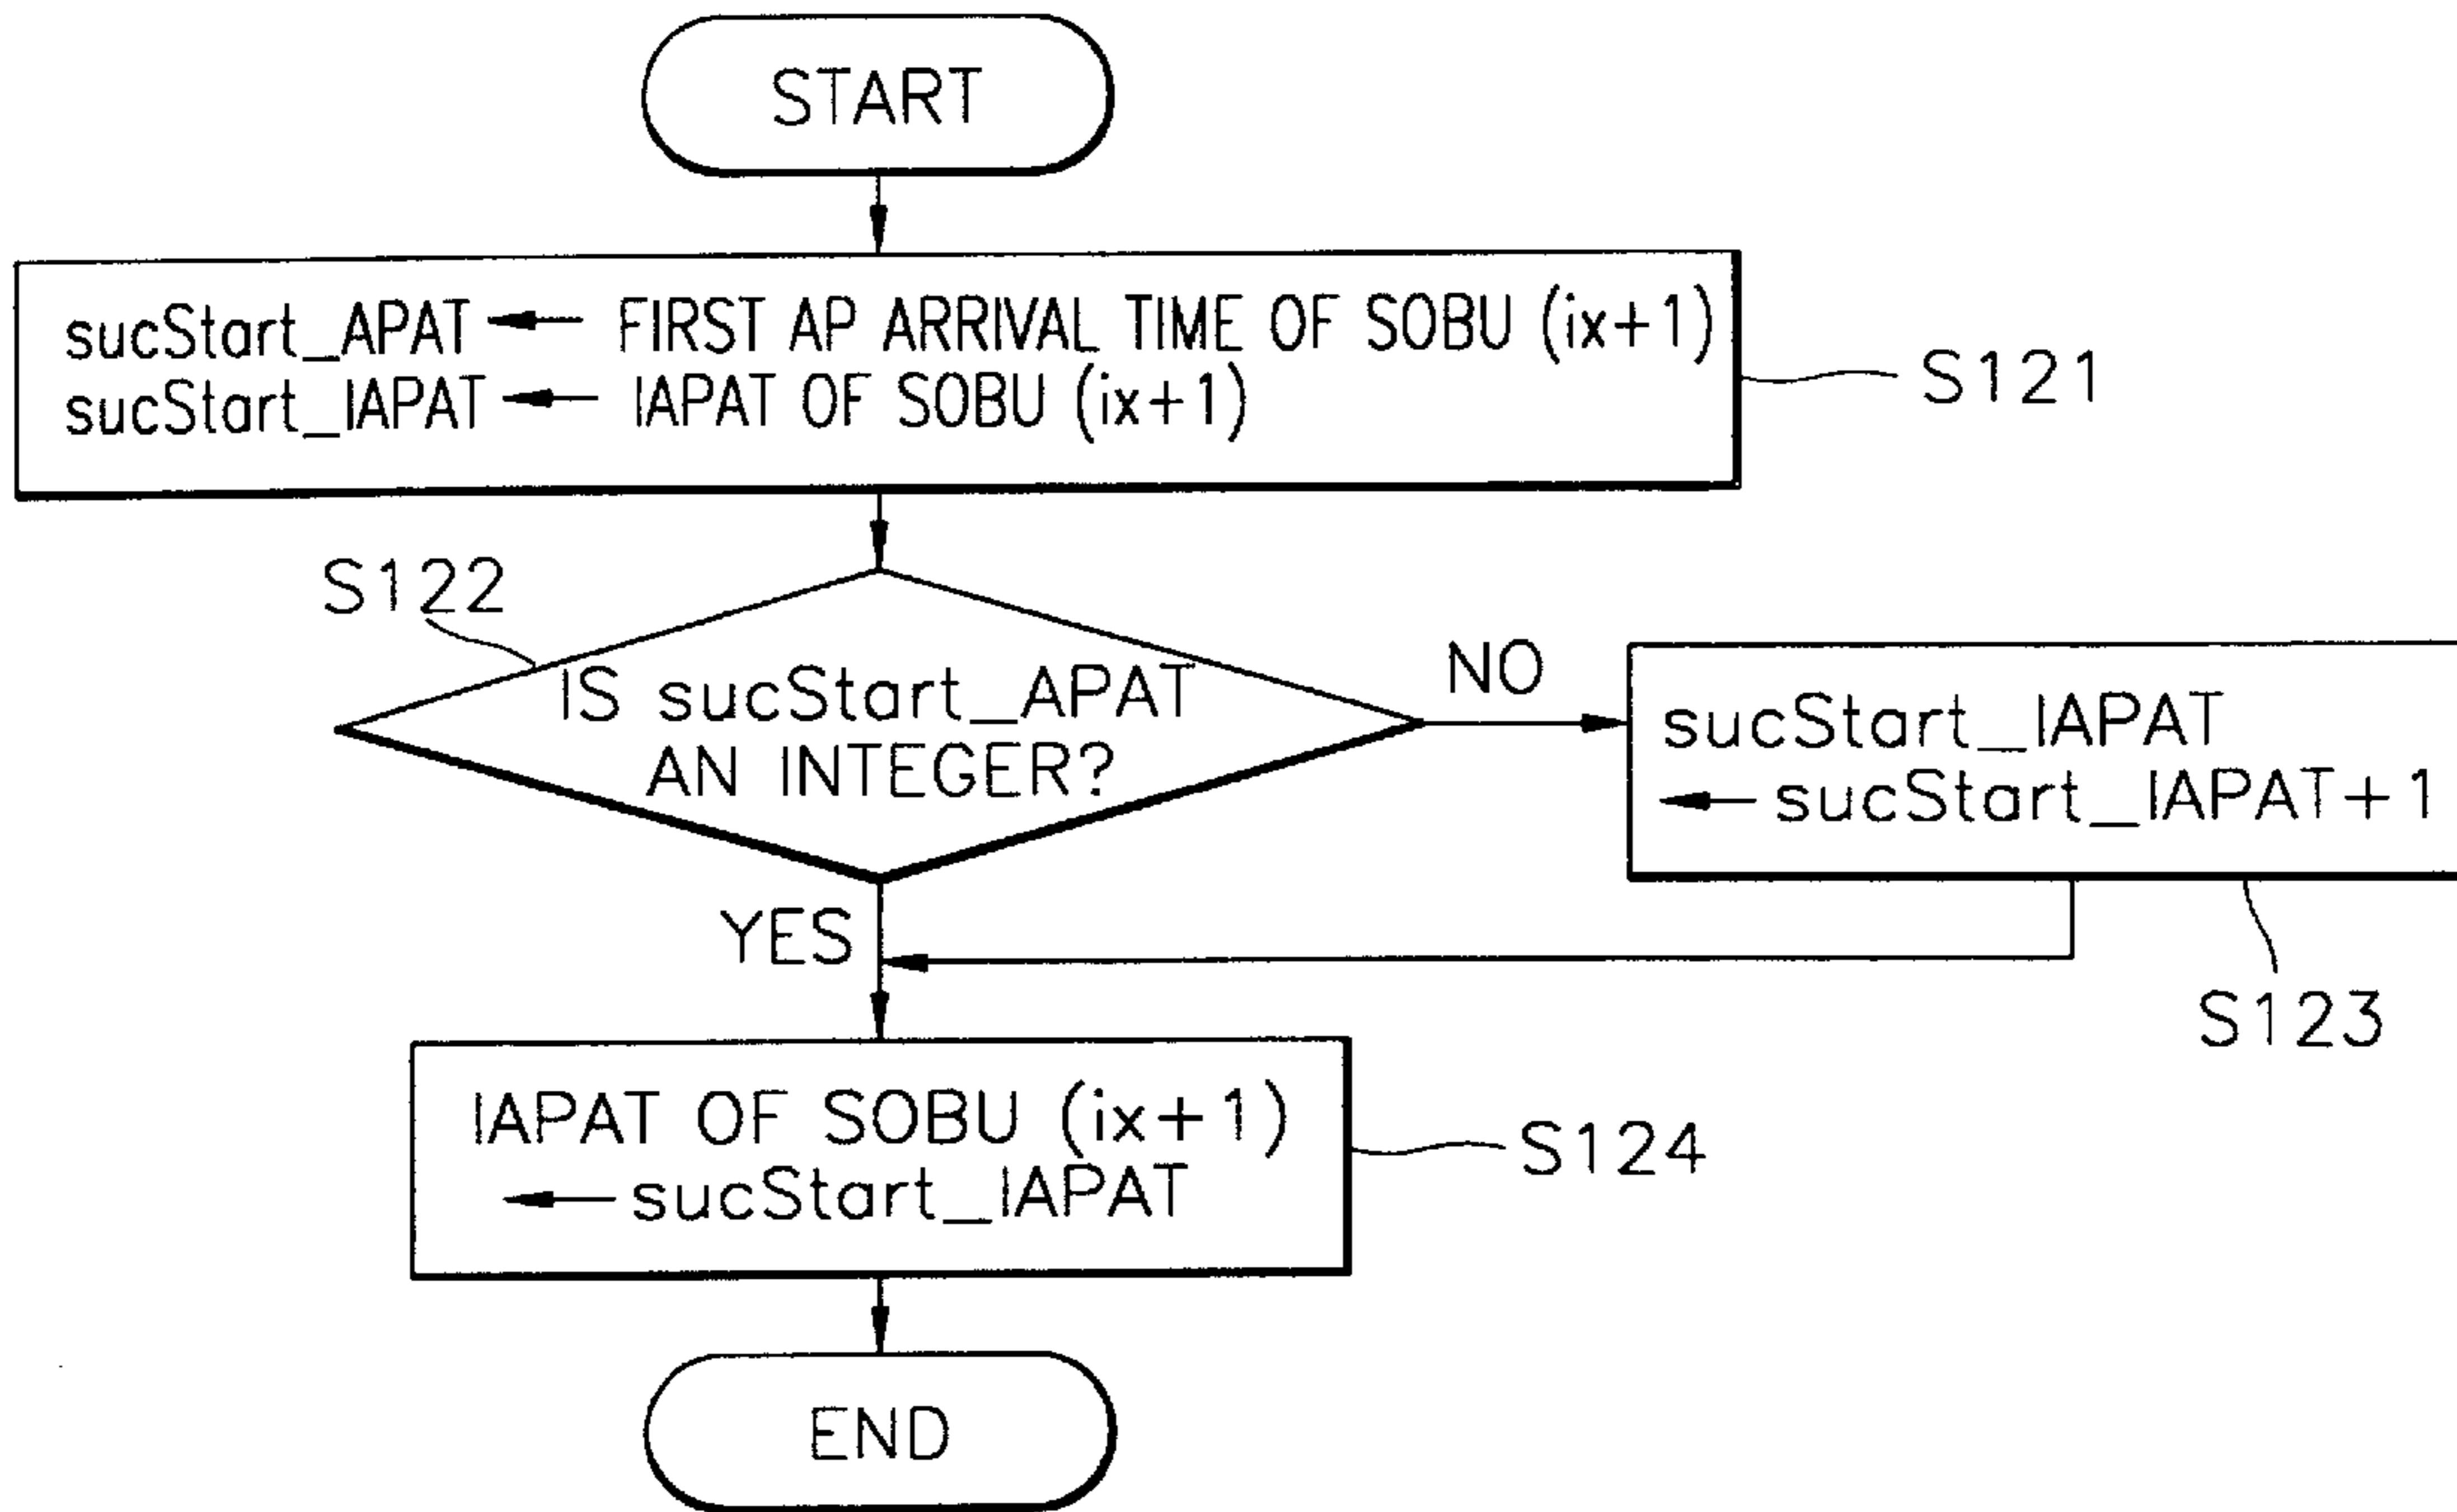 START
sucStart_APAT ← FIRST AP ARRIVAL TIME OF SOBU (ix+1)
sucStart_IAPAT ← IAPAT OF SOBU (ix+1)
S121
S122
IS sucStart_APAT
AN INTEGER?
NO
sucStart_IAPAT
← sucStart_IAPAT+1
S123
YES
IAPAT OF SOBU (ix+1)
← sucStart_IAPAT
S124
END